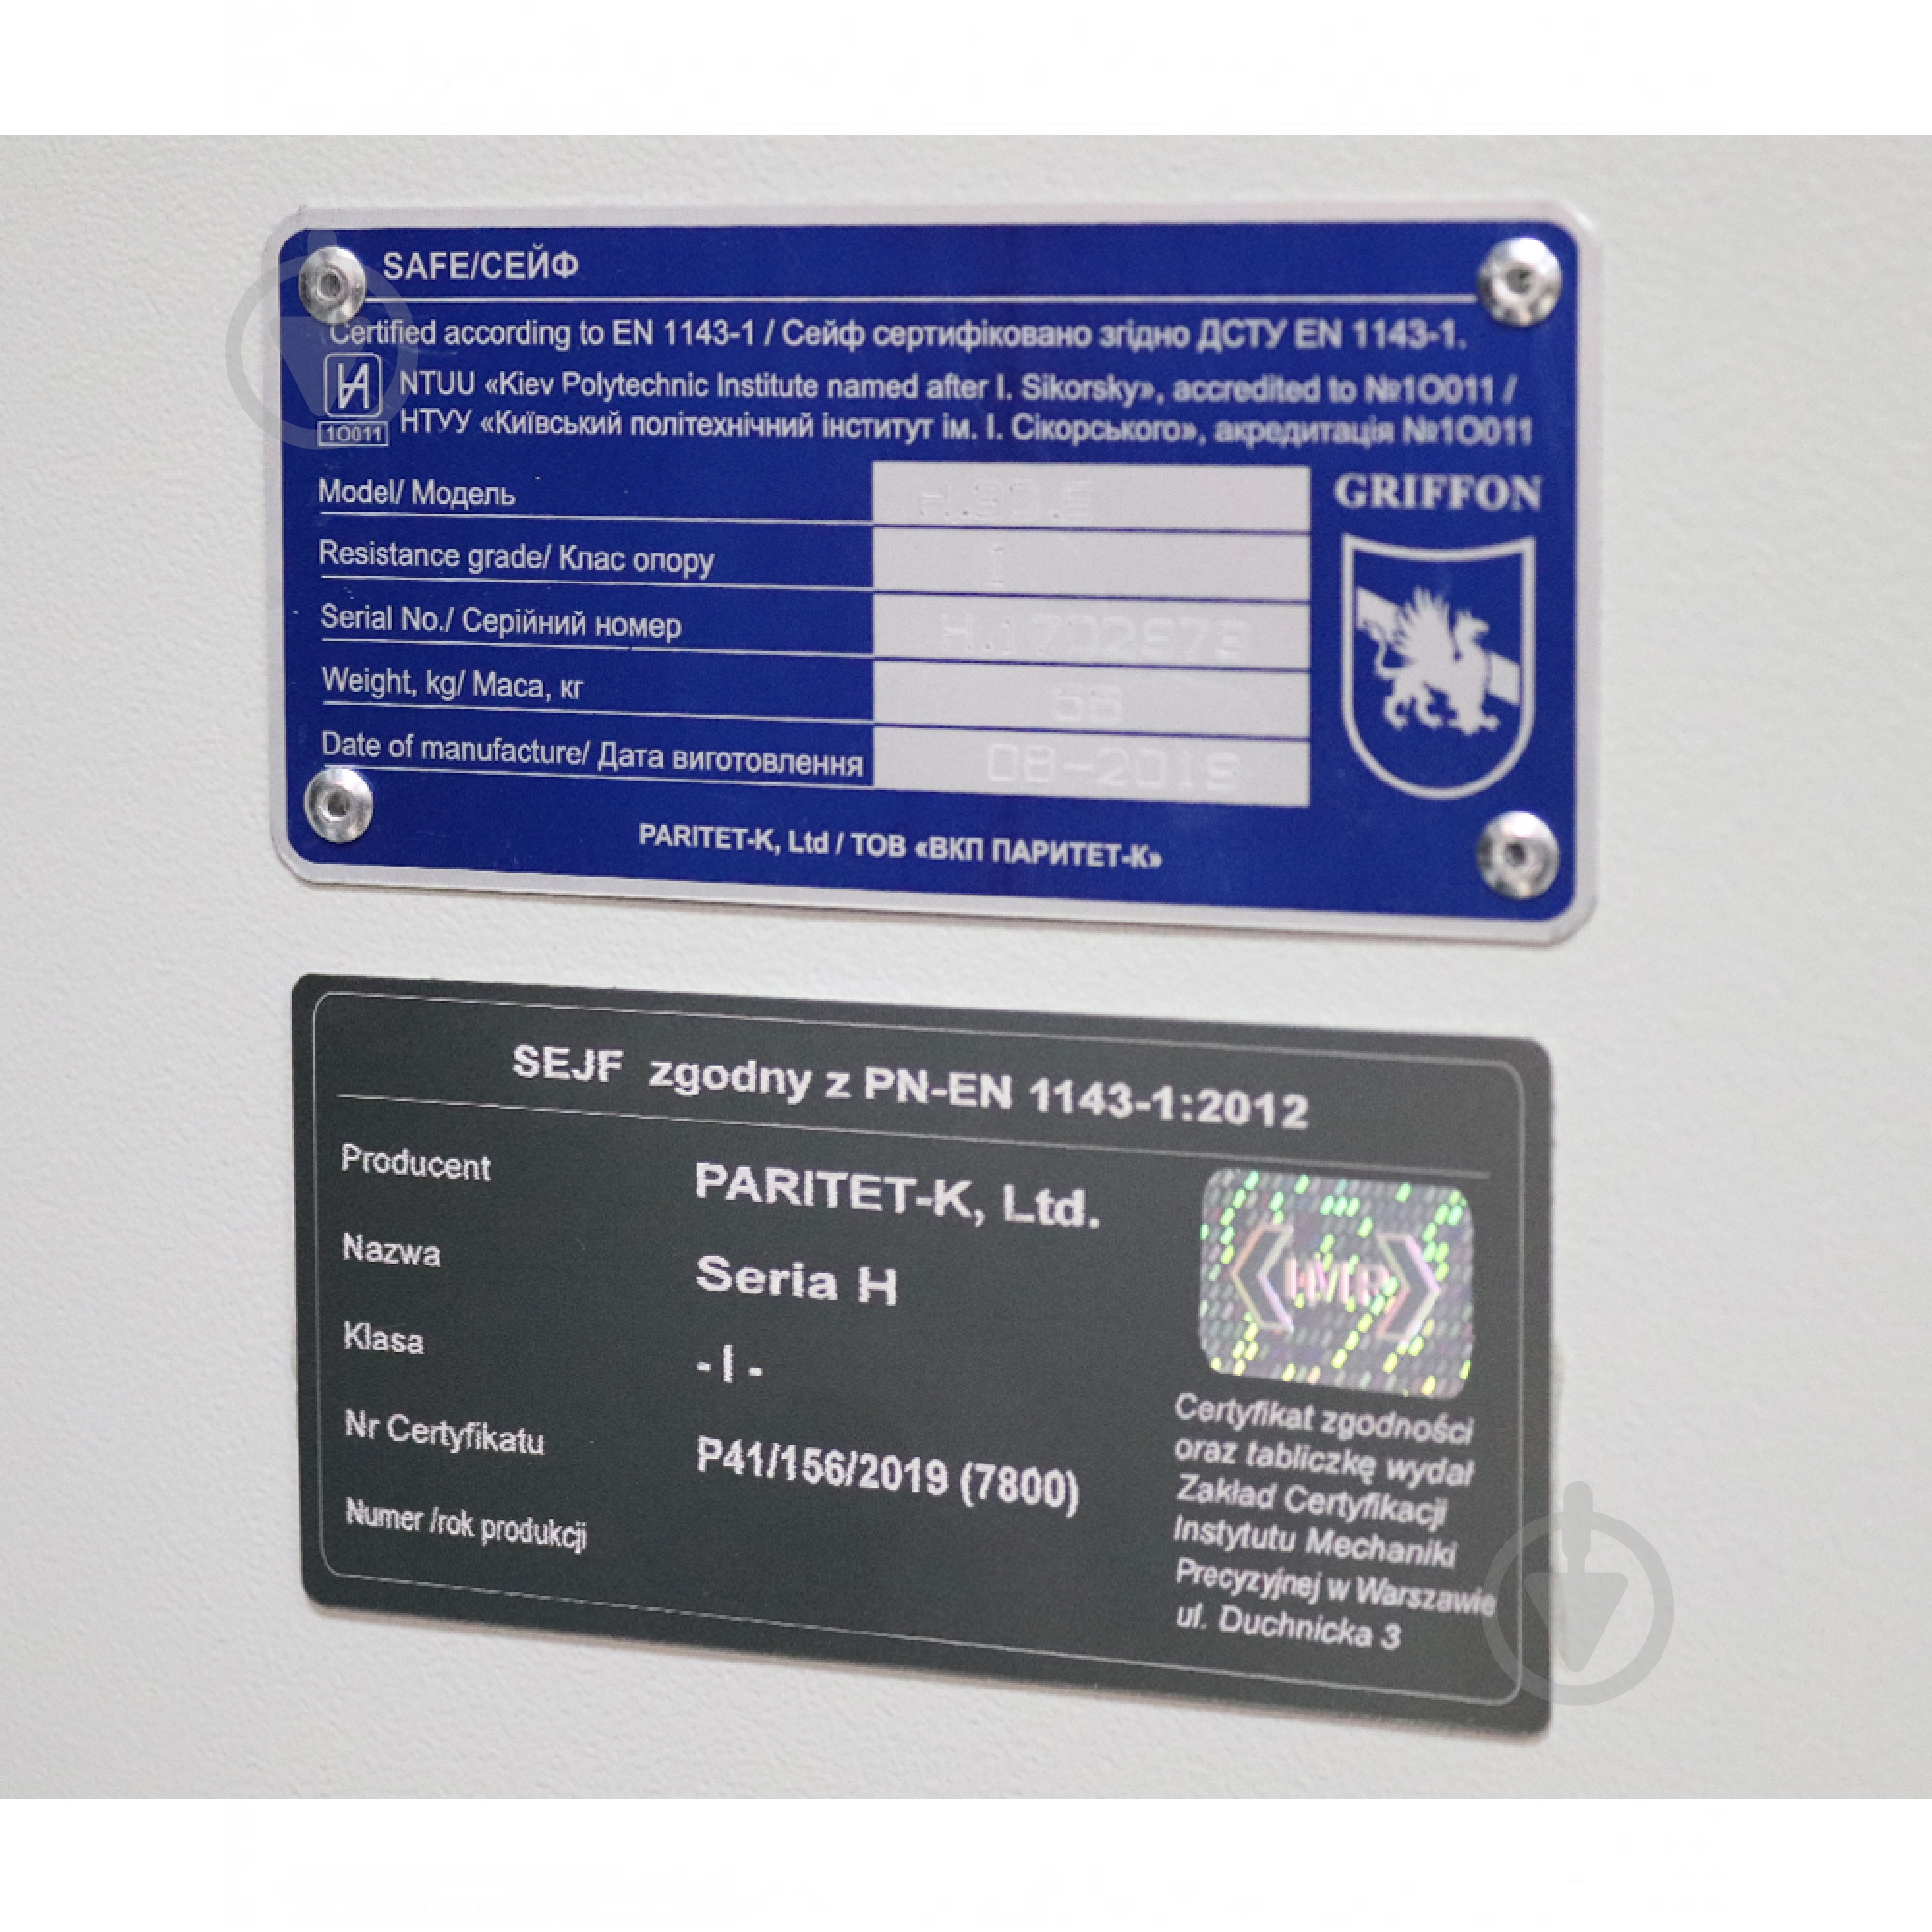 SAFE/СЕЙФ
Certified according to EN 1143-1 / Сейф сертифіковано згідно ДСТУ EN 1143-1.
NTUU «Kiev Polytechnic Institute named after I. Sikorsky», accredited to №1О011 /
НТУУ «Київський політехнічний інститут ім. І. Сікорського», акредитація №1О011
1О011
Model/ Модель
GRIFFON
Resistance grade/ Клас опору I
Serial No./ Серійний номер
Weight, kg/ Маса, кг
Date of manufacture/ Дата виготовлення 08-2019
PARITET-K, Ltd / ТОВ «ВКП ПАРИТЕТ-К»
SEJF zgodny z PN-EN 1143-1:2012
Producent PARITET-K, Ltd.
Nazwa Seria H
Klasa - I -
Nr Certyfikatu P41/156/2019 (7800)
Numer /rok produkcji
IMP
Certyfikat zgodności
oraz tabliczkę wydał
Zakład Certyfikacji
Instytutu Mechaniki
Precyzyjnej w Warszawie
ul. Duchnicka 3